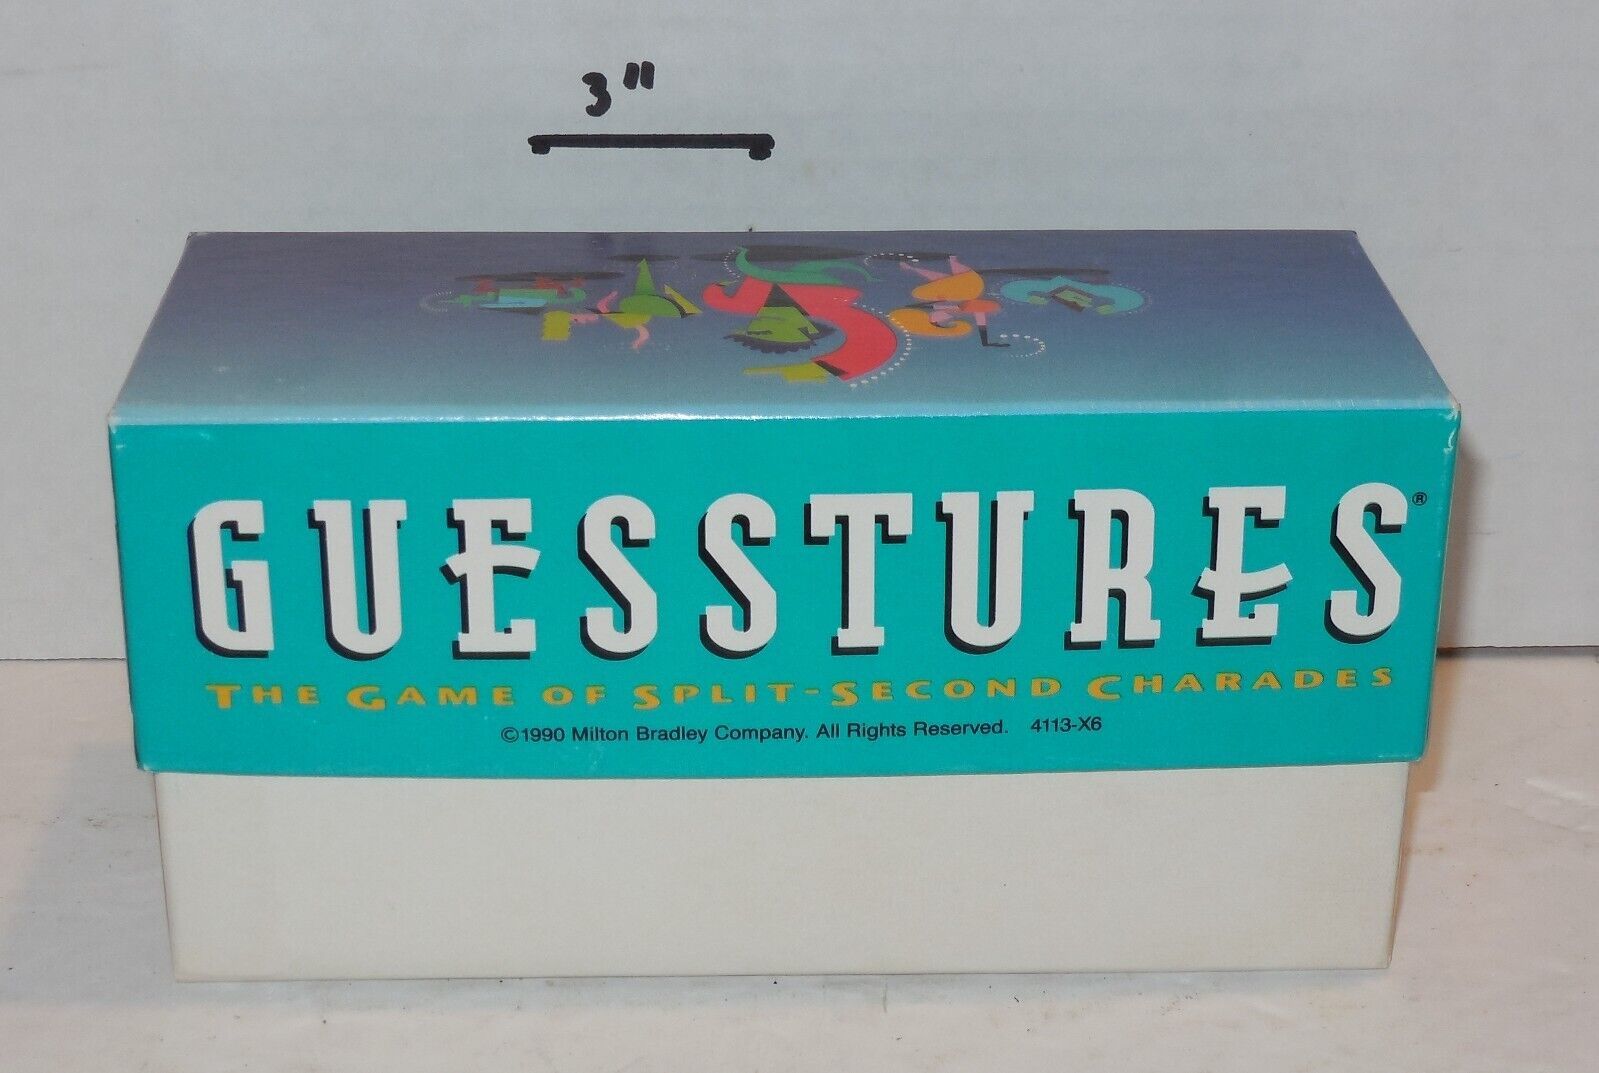 3"
GUESSTURES®
THE GAME OF SPLIT-SECOND CHARADES
©1990 Milton Bradley Company. All Rights Reserved. 4113-X6